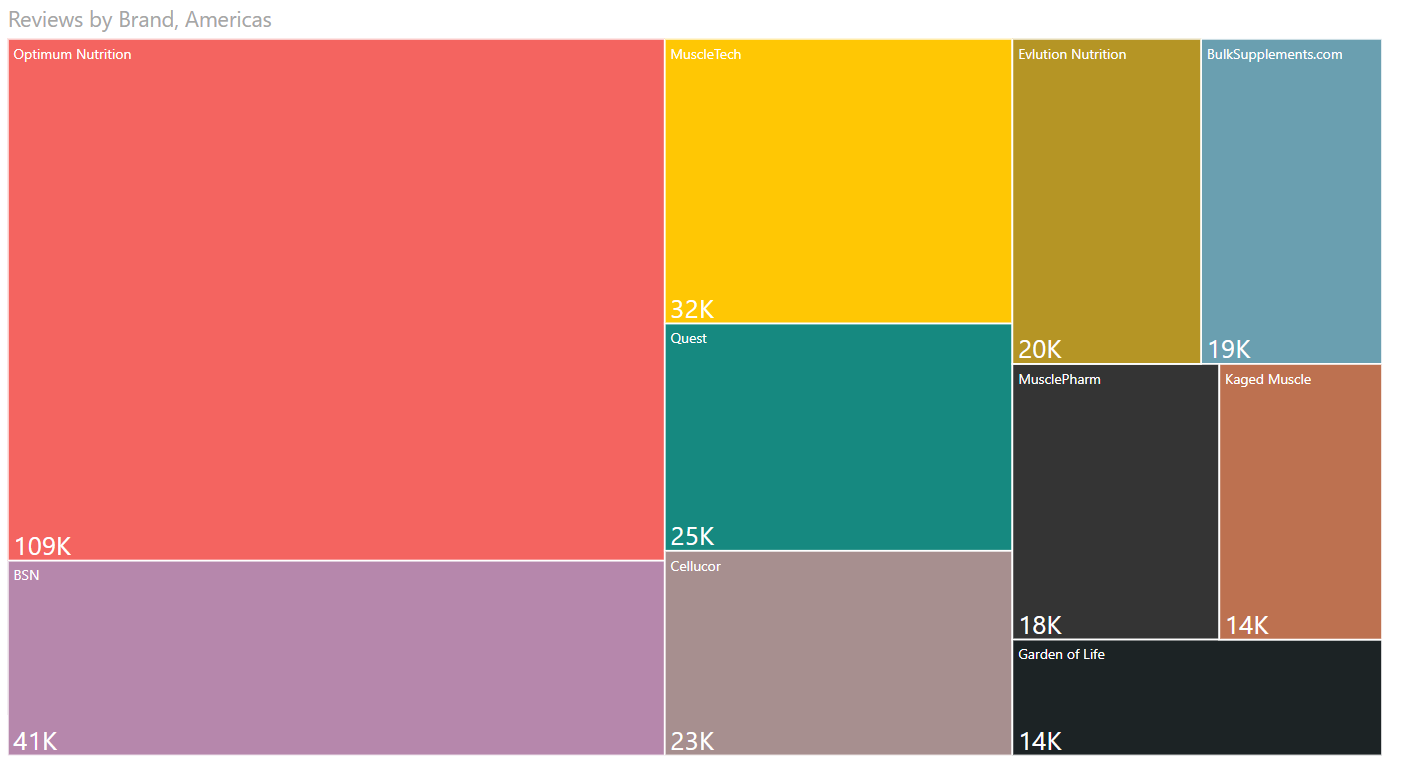 Reviews by Brand, Americas
Optimum Nutrition
109K
BSN
41K
MuscleTech
32K
Quest
25K
Cellucor
23K
Evlution Nutrition
20K
BulkSupplements.com
19K
MusclePharm
18K
Kaged Muscle
14K
Garden of Life
14K